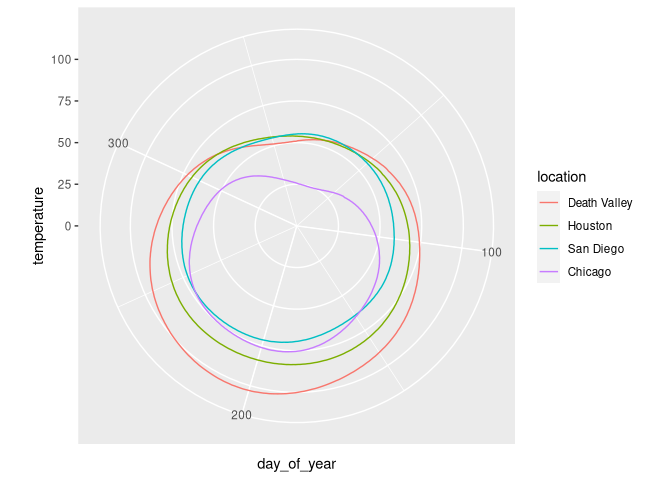 100
75
50
25
0
temperature
300
100
200
day_of_year
location
Death Valley
Houston
San Diego
Chicago